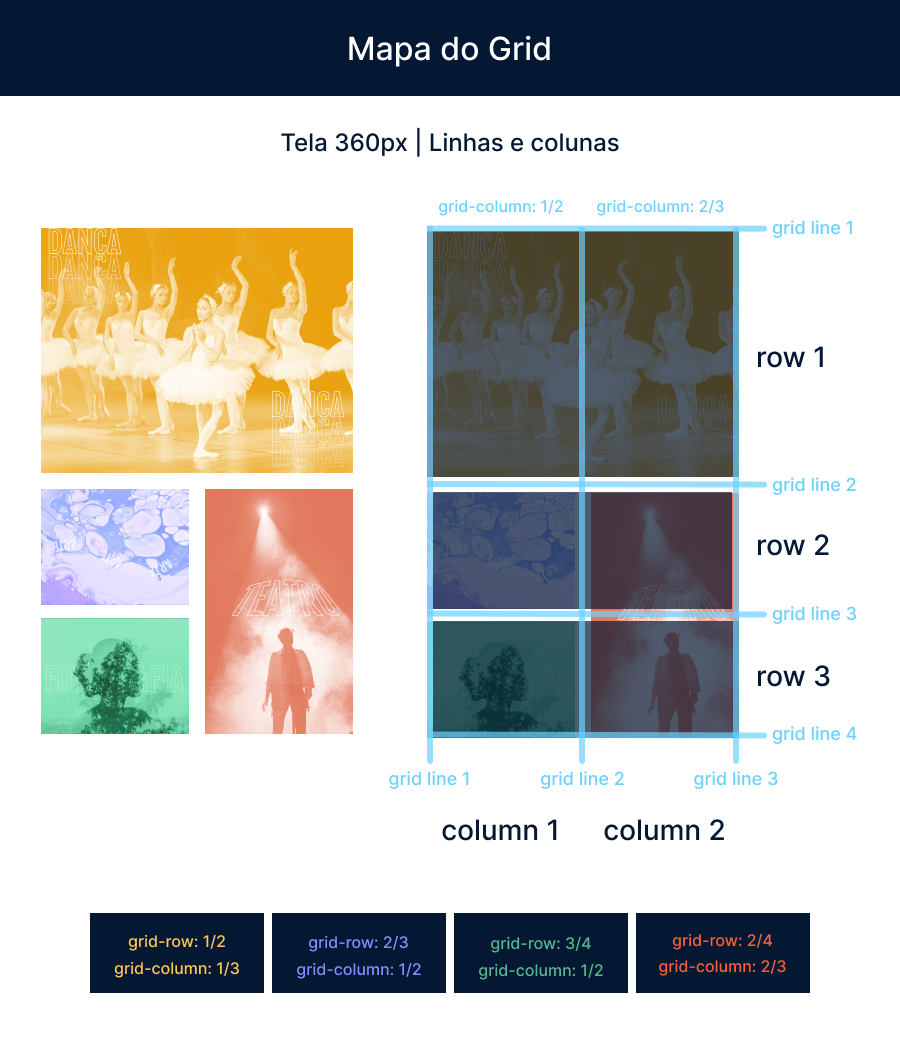 Mapa do Grid
Tela 360px | Linhas e colunas
grid-column: 1/2
grid-column: 2/3
grid line 1
DANÇA
DANÇA
DANÇA
DANÇA
DANÇA
DANÇA
row 1
grid line 2
row 2
TEATRO
grid line 3
row 3
grid line 4
grid line 1
grid line 2
grid line 3
column 1
column 2
grid-row: 1/2
grid-column: 1/3
grid-row: 2/3
grid-column: 1/2
grid-row: 3/4
grid-column: 1/2
grid-row: 2/4
grid-column: 2/3